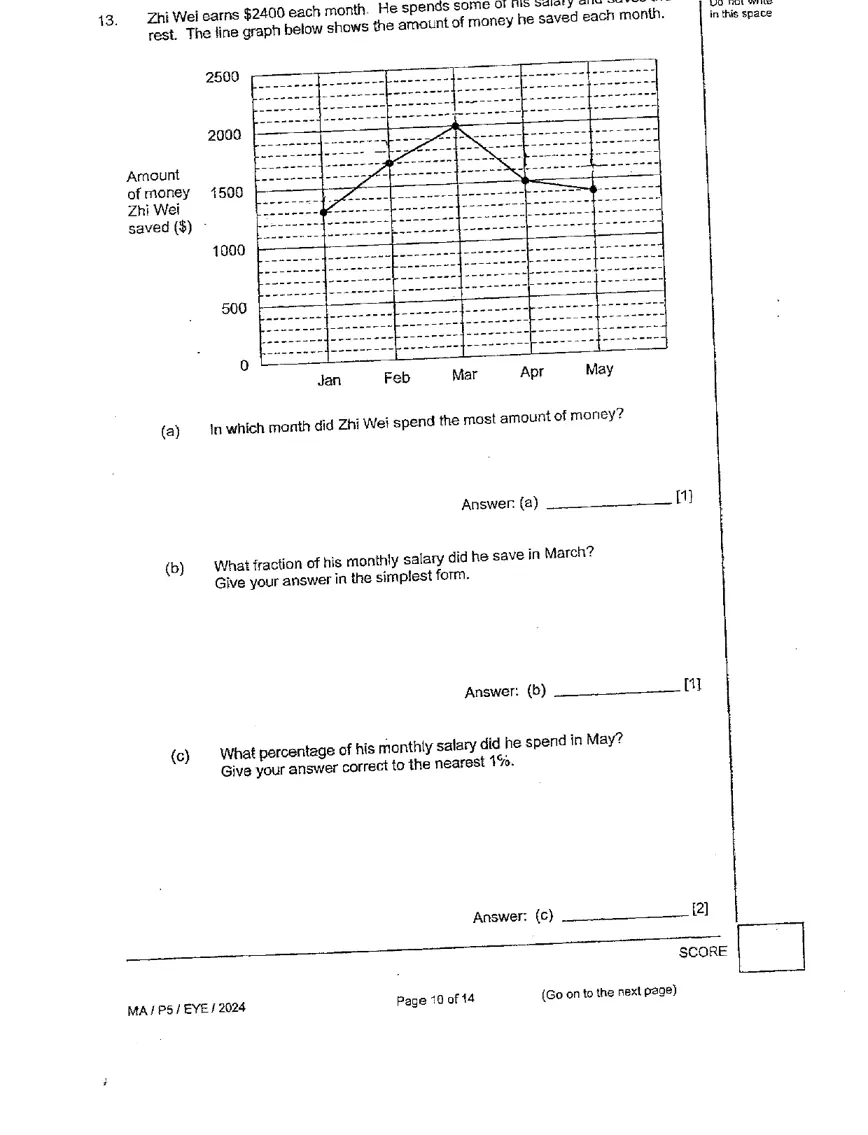 13. Zhi Wei earns $2400 each month. He spends some of his salary and saves the
rest. The line graph below shows the amount of money he saved each month.
Do not write
in this space
2500
2000
Amount
of money
Zhi Wei
saved ($)
1500
1000
500
0
Jan Feb Mar Apr May
(a) In which month did Zhi Wei spend the most amount of money?
Answer: (a) [1]
(b) What fraction of his monthly salary did he save in March?
Give your answer in the simplest form.
Answer: (b) [1]
(c) What percentage of his monthly salary did he spend in May?
Give your answer correct to the nearest 1%.
Answer: (c) [2]
SCORE
MA / P5 / EYE / 2024
Page 10 of 14
(Go on to the next page)